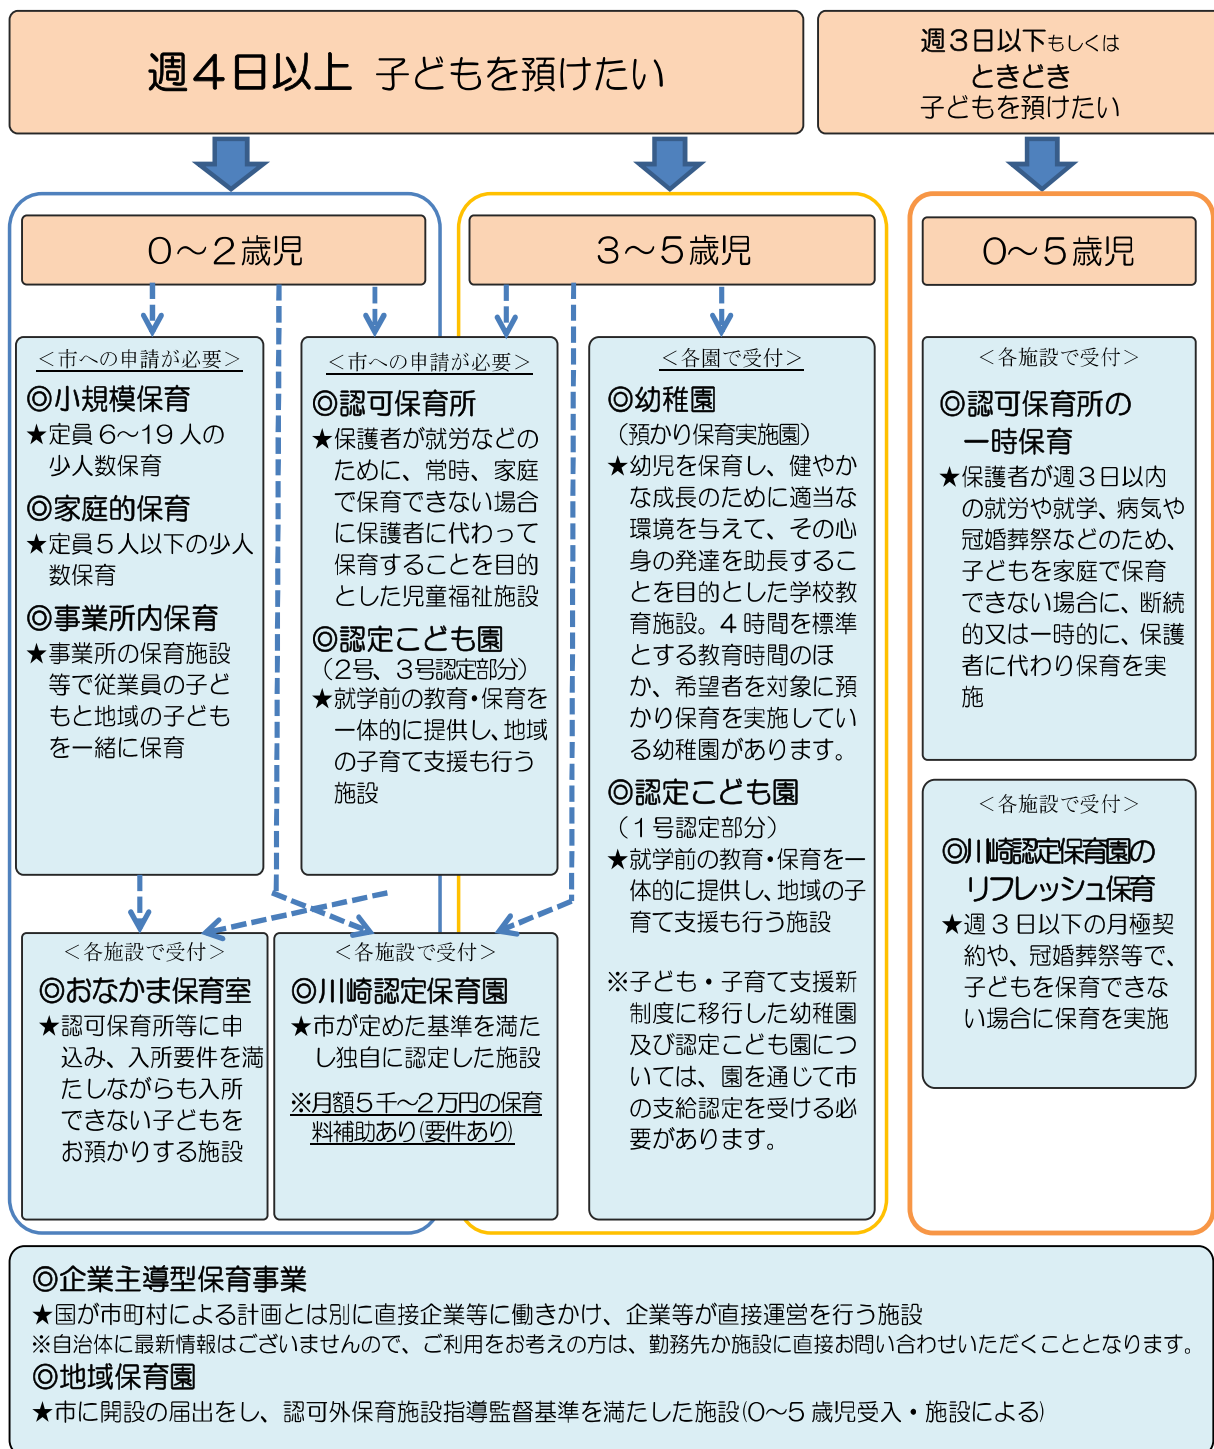 週４日以上 子どもを預けたい
週３日以下もしくは
ときどき
子どもを預けたい
０～２歳児
３～５歳児
０～５歳児
＜市への申請が必要＞
◎小規模保育
★定員６～19人の
少人数保育
◎家庭的保育
★定員５人以下の少人
数保育
◎事業所内保育
★事業所の保育施設
等で従業員の子ど
もと地域の子ども
を一緒に保育
＜市への申請が必要＞
◎認可保育所
★保護者が就労などの
ために、常時、家庭
で保育できない場合
に保護者に代わって
保育することを目的
とした児童福祉施設
◎認定こども園
（２号、３号認定部分）
★就学前の教育・保育を
一体的に提供し、地域
の子育て支援も行う
施設
＜各園で受付＞
◎幼稚園
（預かり保育実施園）
★幼児を保育し、健やか
な成長のために適当な
環境を与えて、その心
身の発達を助長するこ
とを目的とした学校教
育施設。４時間を標準
とする教育時間のほ
か、希望者を対象に預
かり保育を実施してい
る幼稚園があります。
◎認定こども園
（１号認定部分）
★就学前の教育・保育を一
体的に提供し、地域の子
育て支援も行う施設
※子ども・子育て支援新
制度に移行した幼稚園
及び認定こども園につ
いては、園を通じて市
の支給認定を受ける必
要があります。
＜各施設で受付＞
◎認可保育所の
一時保育
★保護者が週３日以内
の就労や就学、病気や
冠婚葬祭などのため、
子どもを家庭で保育
できない場合に、断続
的又は一時的に、保護
者に代わり保育を実
施
＜各施設で受付＞
◎川崎認定保育園の
リフレッシュ保育
★週３日以下の月極契
約や、冠婚葬祭等で、
子どもを保育できな
い場合に保育を実施
＜各施設で受付＞
◎おなかま保育室
★認可保育所等に申
込み、入所要件を満
たしながらも入所
できない子どもを
お預かりする施設
＜各施設で受付＞
◎川崎認定保育園
★市が定めた基準を満た
し独自に認定した施設
※月額５千～２万円の保育
料補助あり(要件あり)
◎企業主導型保育事業
★国が市町村による計画とは別に直接企業等に働きかけ、企業等が直接運営を行う施設
※自治体に最新情報はございませんので、ご利用をお考えの方は、勤務先か施設に直接お問い合わせいただくこととなります。
◎地域保育園
★市に開設の届出をし、認可外保育施設指導監督基準を満たした施設(０～５歳児受入・施設による)